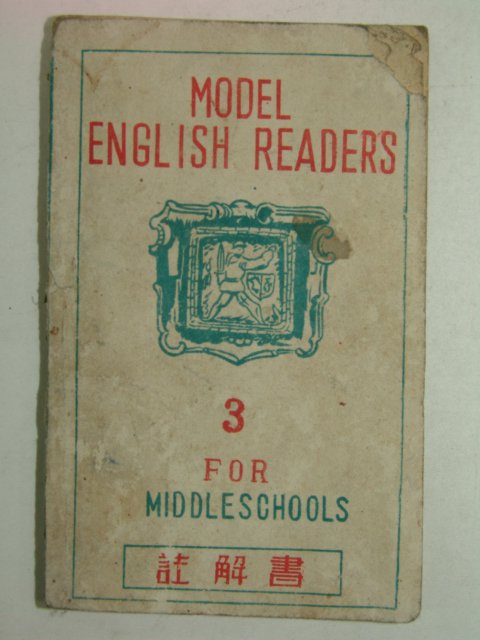 MODEL
ENGLISH READERS
3
FOR
MIDDLESCHOOLS
註解書